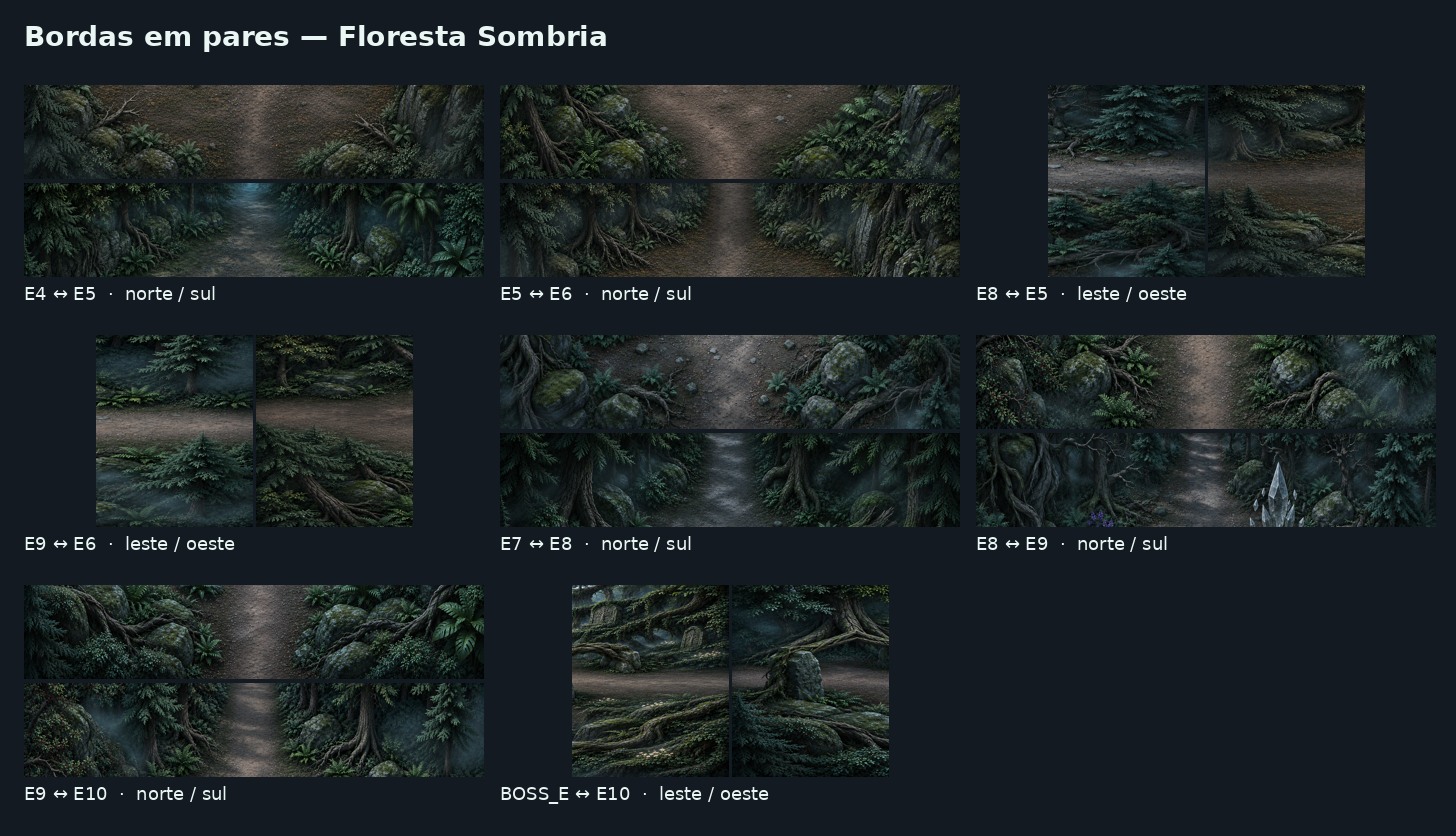 Bordas em pares — Floresta Sombria
E4 ↔ E5 · norte / sul
E5 ↔ E6 · norte / sul
E8 ↔ E5 · leste / oeste
E9 ↔ E6 · leste / oeste
E7 ↔ E8 · norte / sul
E8 ↔ E9 · norte / sul
E9 ↔ E10 · norte / sul
BOSS_E ↔ E10 · leste / oeste